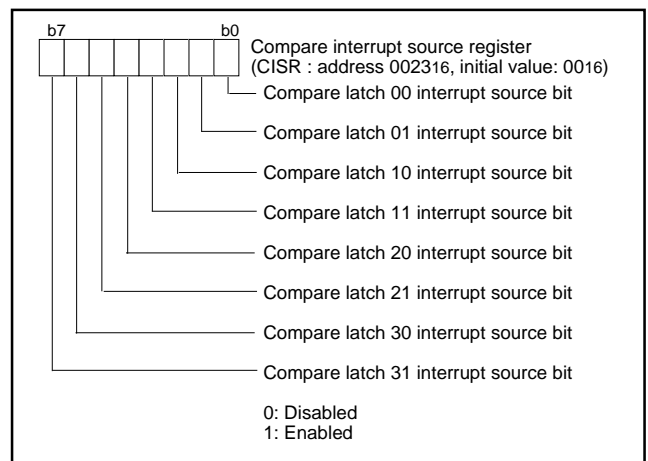 b7 b0
Compare interrupt source register
(CISR : address 002316, initial value: 0016)
Compare latch 00 interrupt source bit
Compare latch 01 interrupt source bit
Compare latch 10 interrupt source bit
Compare latch 11 interrupt source bit
Compare latch 20 interrupt source bit
Compare latch 21 interrupt source bit
Compare latch 30 interrupt source bit
Compare latch 31 interrupt source bit
0: Disabled
1: Enabled